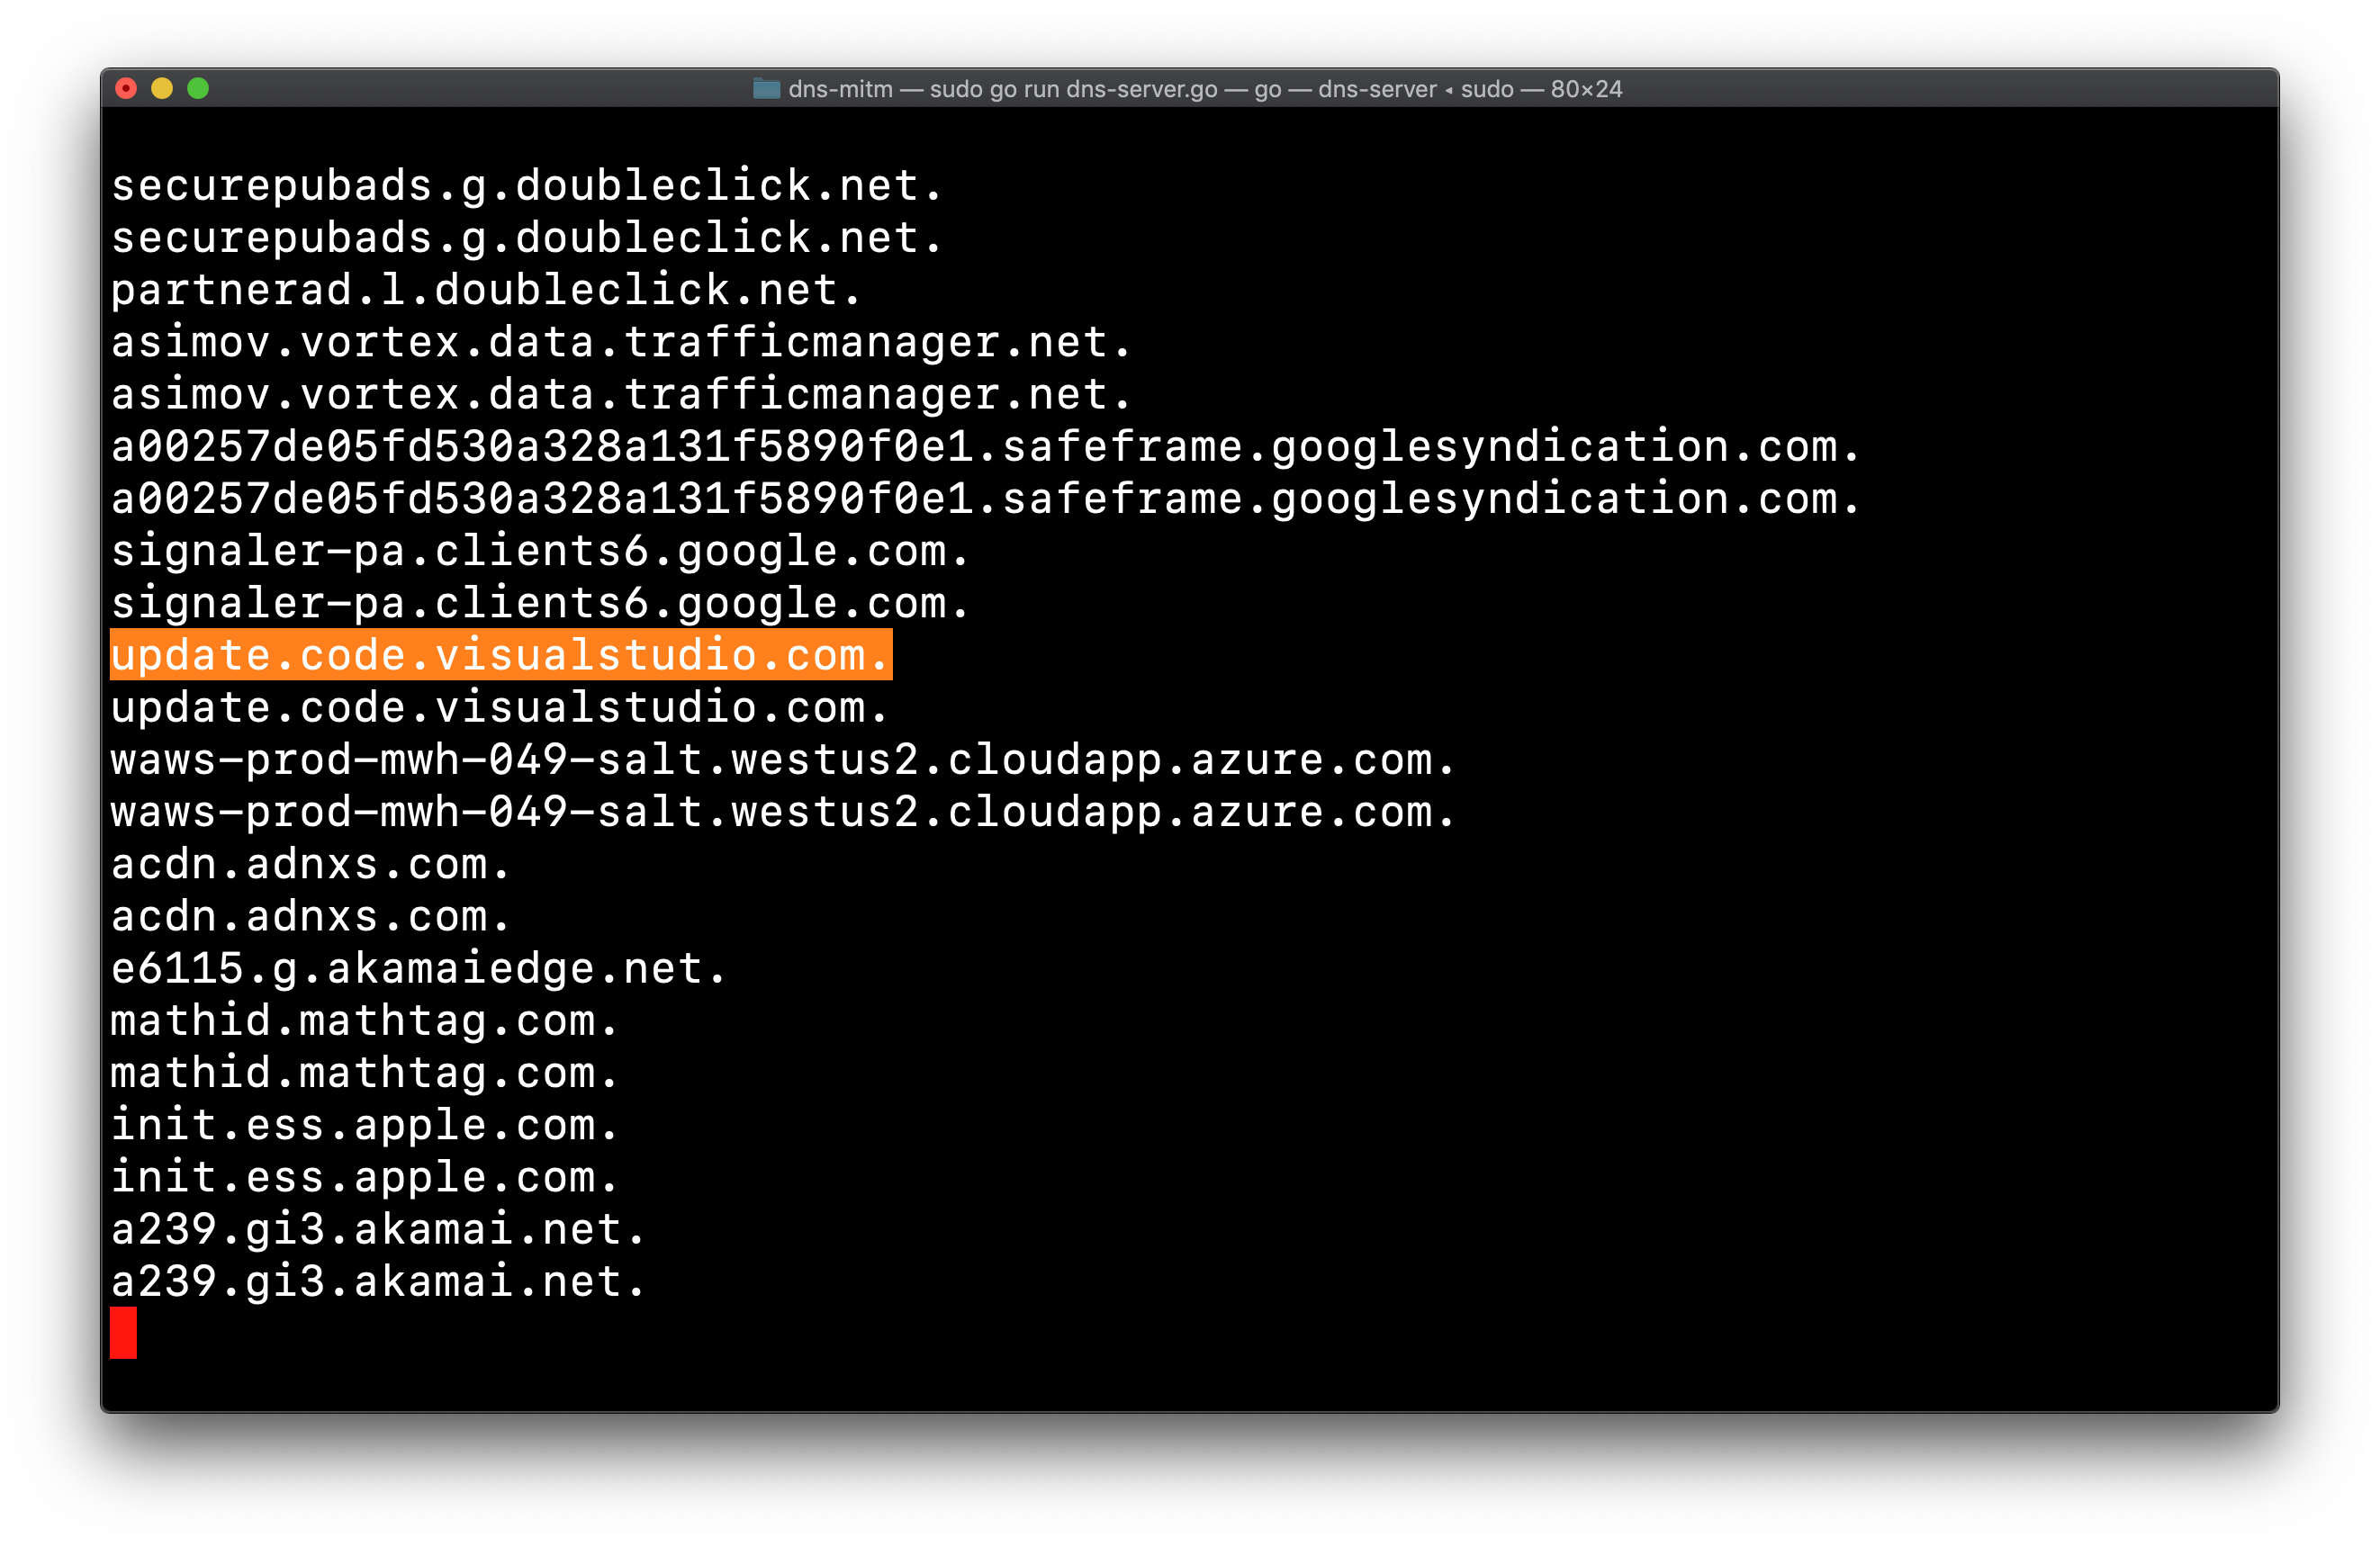 dns-mitm — sudo go run dns-server.go — go — dns-server ◂ sudo — 80×24
securepubads.g.doubleclick.net.
securepubads.g.doubleclick.net.
partnerad.l.doubleclick.net.
asimov.vortex.data.trafficmanager.net.
asimov.vortex.data.trafficmanager.net.
a00257de05fd530a328a131f5890f0e1.safeframe.googlesyndication.com.
a00257de05fd530a328a131f5890f0e1.safeframe.googlesyndication.com.
signaler-pa.clients6.google.com.
signaler-pa.clients6.google.com.
update.code.visualstudio.com.
update.code.visualstudio.com.
waws-prod-mwh-049-salt.westus2.cloudapp.azure.com.
waws-prod-mwh-049-salt.westus2.cloudapp.azure.com.
acdn.adnxs.com.
acdn.adnxs.com.
e6115.g.akamaiedge.net.
mathid.mathtag.com.
mathid.mathtag.com.
init.ess.apple.com.
init.ess.apple.com.
a239.gi3.akamai.net.
a239.gi3.akamai.net.